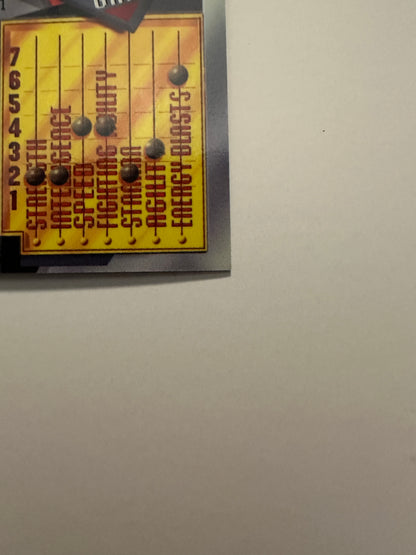 7
6
5
4
3
2
1
STRENGTH
INTELLIGENCE
SPEED
FIGHTING ABILITY
STAMINA
AGILITY
ENERGY BLASTS